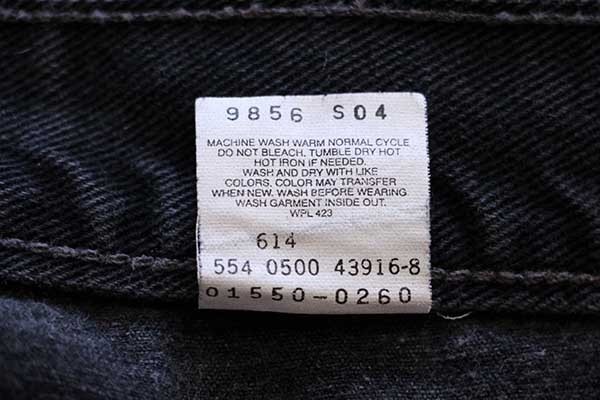 9856 S04
MACHINE WASH WARM NORMAL CYCLE
DO NOT BLEACH. TUMBLE DRY HOT
HOT IRON IF NEEDED.
WASH AND DRY WITH LIKE
COLORS. COLOR MAY TRANSFER
WHEN NEW. WASH BEFORE WEARING
WASH GARMENT INSIDE OUT.
WPL 423
614
554 0500 43916-8
01550-0260